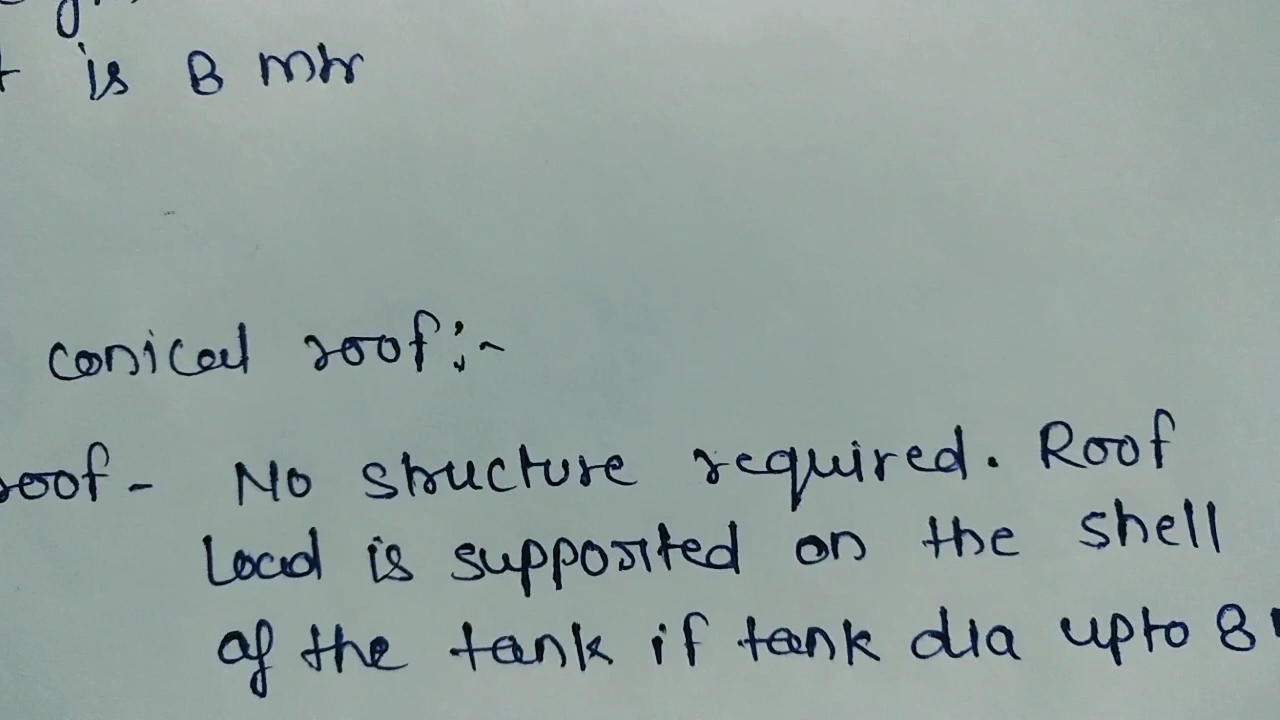 is 8 mtr
conical roof:-
roof - No structure required. Roof
load is supported on the shell
of the tank if tank dia upto 8